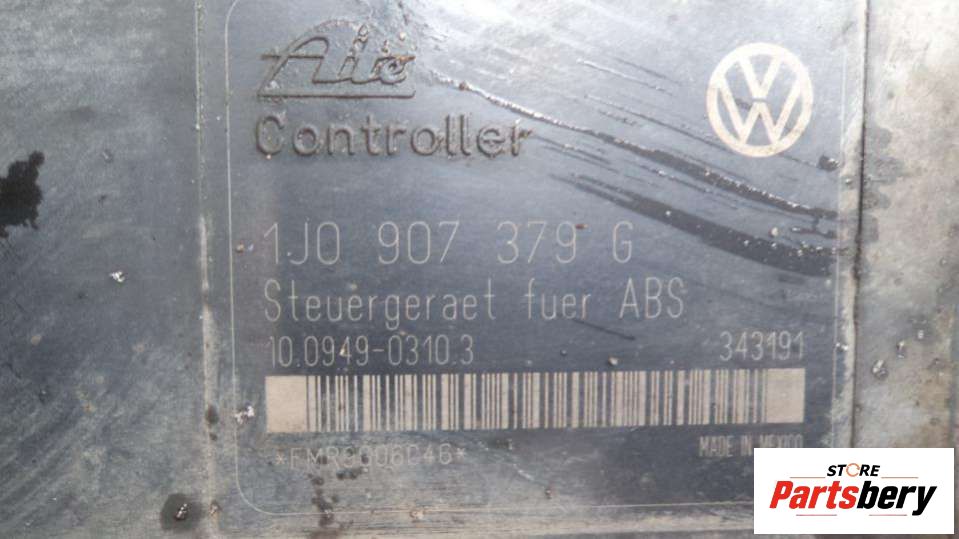 Ate
Controller
1J0 907 379 G
Steuergeraet fuer ABS
10.0949-0310.3
343191
MADE IN MEXICO
STORE
Partsbery